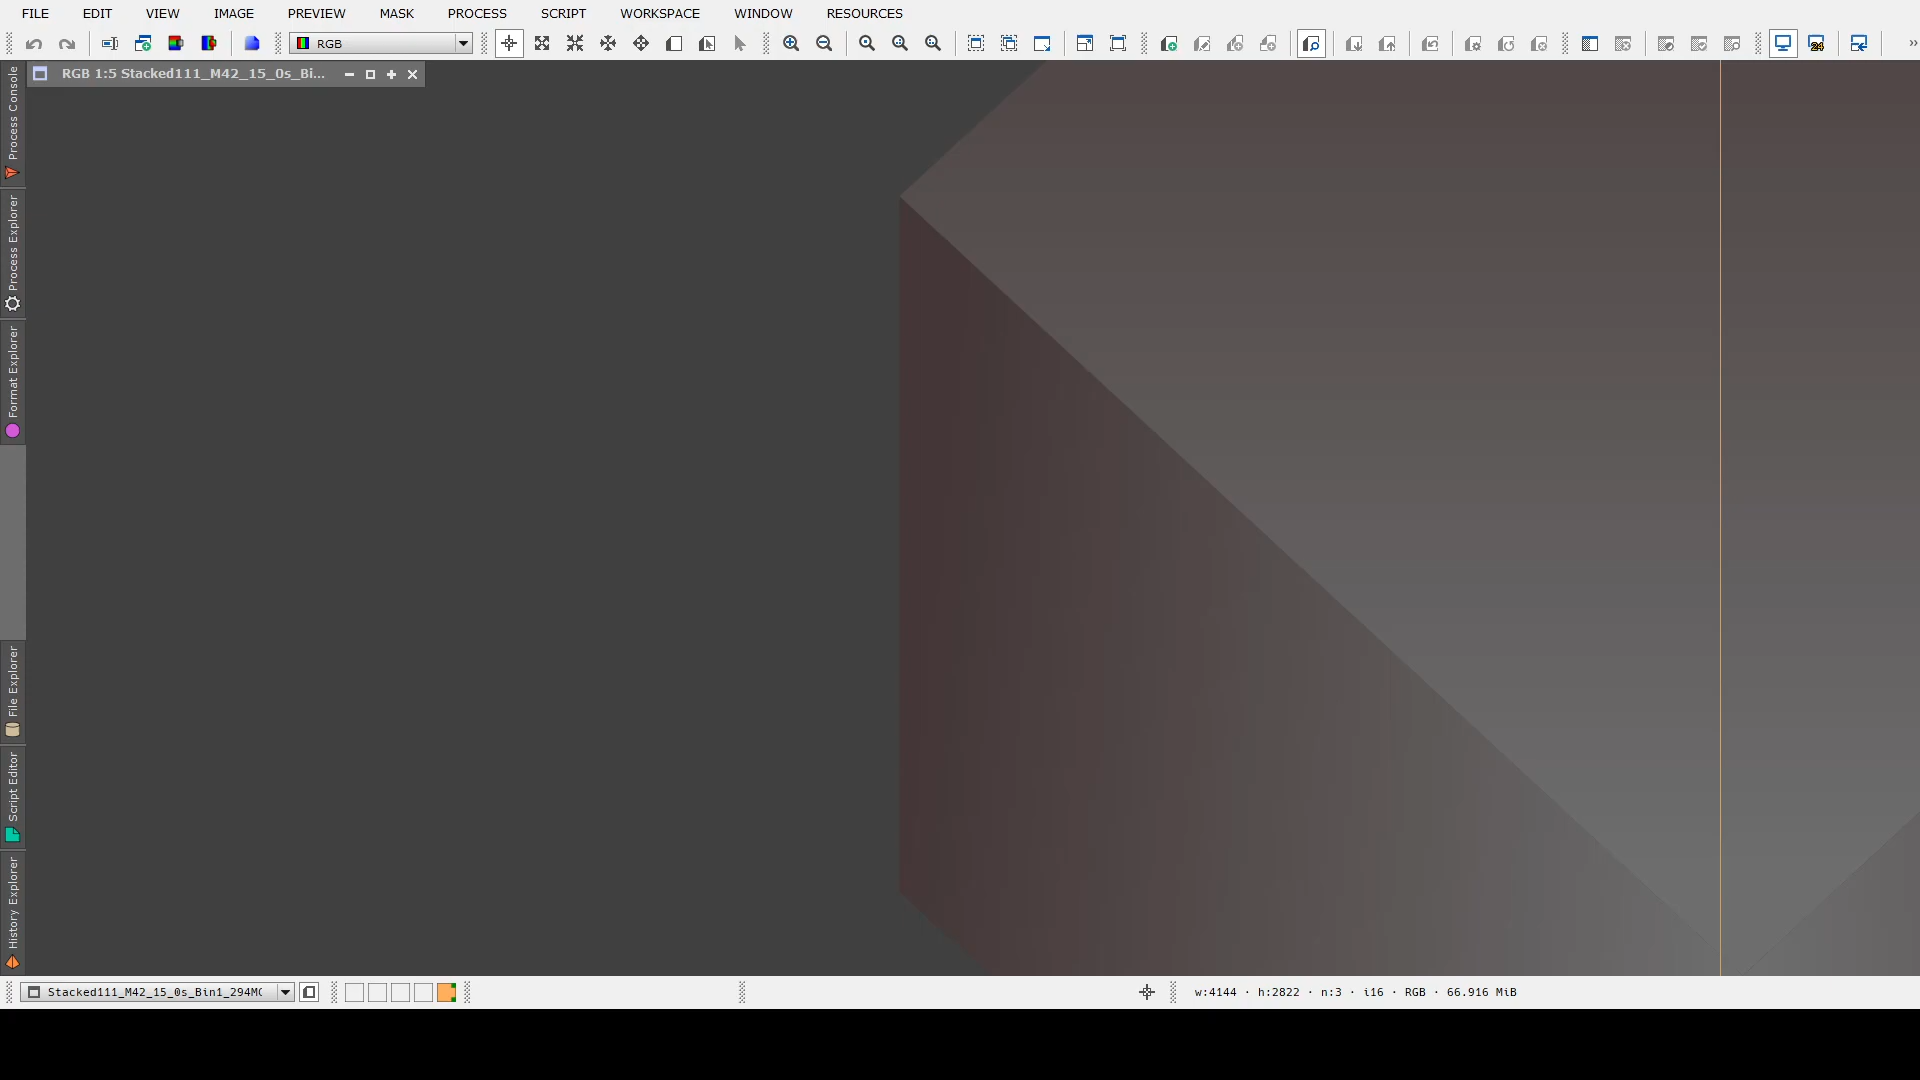 FILE EDIT VIEW IMAGE PREVIEW MASK PROCESS SCRIPT WORKSPACE WINDOW RESOURCES
RGB
24
»
RGB 1:5 Stacked111_M42_15_0s_Bi...
Process Console
Process Explorer
Format Explorer
File Explorer
Script Editor
History Explorer
Stacked111_M42_15_0s_Bin1_294MC
w:4144 · h:2822 · n:3 · i16 · RGB · 66.916 MiB